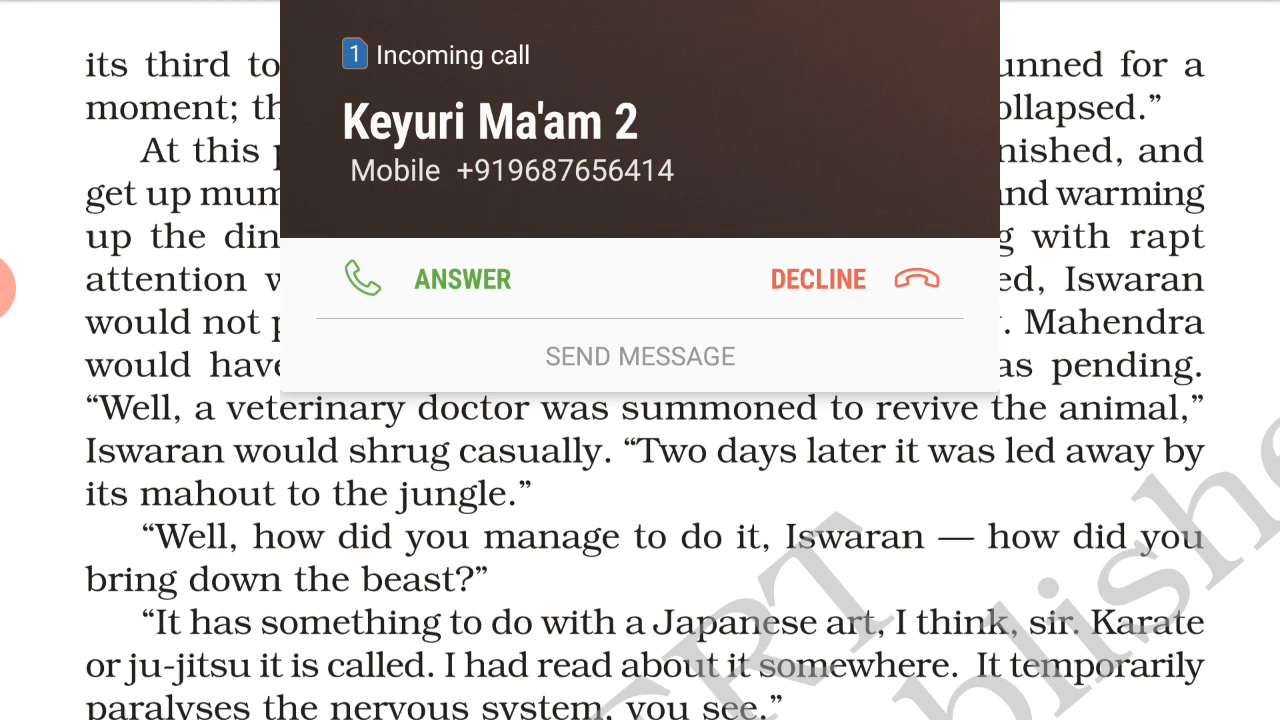 1 Incoming call
Keyuri Ma'am 2
Mobile +919687656414
ANSWER DECLINE
SEND MESSAGE
its third unned for a
moment; ollapsed.”
At this nished, and
get up and warming
up the with rapt
attention ed, Iswaran
would not . Mahendra
would have as pending.
“Well, a veterinary doctor was summoned to revive the animal,”
Iswaran would shrug casually. “Two days later it was led away by
its mahout to the jungle.”
“Well, how did you manage to do it, Iswaran — how did you
bring down the beast?”
“It has something to do with a Japanese art, I think, sir. Karate
or ju-jitsu it is called. I had read about it somewhere. It temporarily
paralyses the nervous system, you see.”